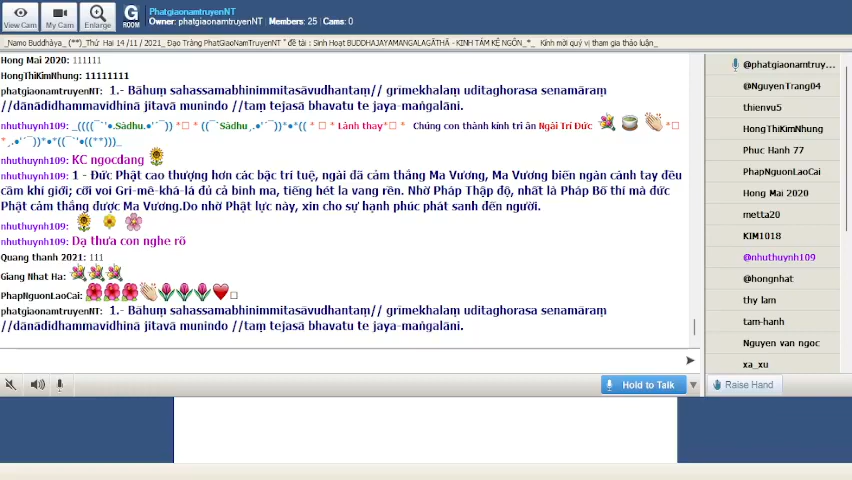 View Cam
My Cam
Enlarge
G
ROOM
PhatgiaonamtruyenNT
Owner: phatgiaonamtruyenNT Members: 25 Cams: 0
_Namo Buddhàya_ (**)_Thứ Hai 14 /11 / 2021_ Đạo Tràng PhatGiaoNamTruyenNT * đề tài : Sinh Hoạt BUDDHAJAYAMANGALAGĀTHĀ - KINH TÁM KỆ NGÔN_*_ Kính mời quý vị tham gia thảo luận_
Hong Mai 2020: 111111
HongThiKimNhung: 11111111
phatgiaonamtruyenNT: 1.- Bāhuṃ sahassamabhinimmitasāvudhantaṃ// grīmekhalaṃ uditaghorasa senamāraṃ
//dānādidhammavidhinā jitavā munindo //taṃ tejasā bhavatu te jaya-maṅgalāni.
nhuthuynh109: _((((¯`'•.Sàdhu.•'´¯)) *□ * ((¯`Sàdhu¸.•'´¯))•*•(( * □ * Lành thay*□ * Chúng con thành kính tri ân Ngài Trí Đức *□
nhuthuynh109: KC ngocdang
1 - Đức Phật cao thượng hơn các bậc trí tuệ, ngài đã cảm thắng Ma Vương, Ma Vương biến ngàn cánh tay đều
cầm khí giới; cỡi voi Gri-mê-khá-lá đủ cả binh ma, tiếng hét la vang rền. Nhờ Pháp Thập độ, nhất là Pháp Bố thí mà đức
Phật cảm thắng được Ma Vương.Do nhờ Phật lực này, xin cho sự hạnh phúc phát sanh đến người.
nhuthuynh109:
nhuthuynh109: Dạ thưa con nghe rõ
Quang thanh 2021: 111
Giang Nhat Ha:
PhapNguonLaoCai: □
phatgiaonamtruyenNT: 1.- Bāhuṃ sahassamabhinimmitasāvudhantaṃ// grīmekhalaṃ uditaghorasa senamāraṃ
//dānādidhammavidhinā jitavā munindo //taṃ tejasā bhavatu te jaya-maṅgalāni.
Hold to Talk
@phatgiaonamtruy...
@NguyenTrang04
thienvu5
HongThiKimNhung
Phuc Hanh 77
PhapNguonLaoCai
Hong Mai 2020
metta20
KIM1018
@nhuthuynh109
@hongnhat
thy lam
tam-hanh
Nguyen van ngoc
xa_xu
Raise Hand